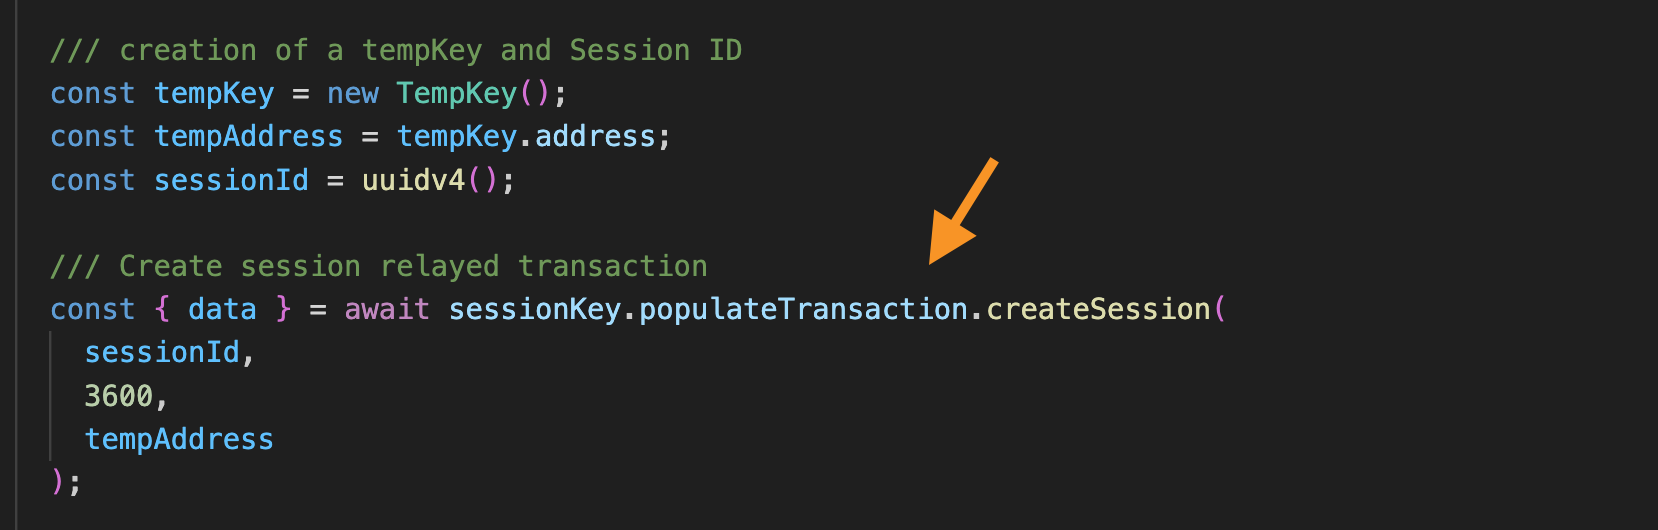 /// creation of a tempKey and Session ID
const tempKey = new TempKey();
const tempAddress = tempKey.address;
const sessionId = uuidv4();
/// Create session relayed transaction
const { data } = await sessionKey.populateTransaction.createSession(
sessionId,
3600,
tempAddress
);